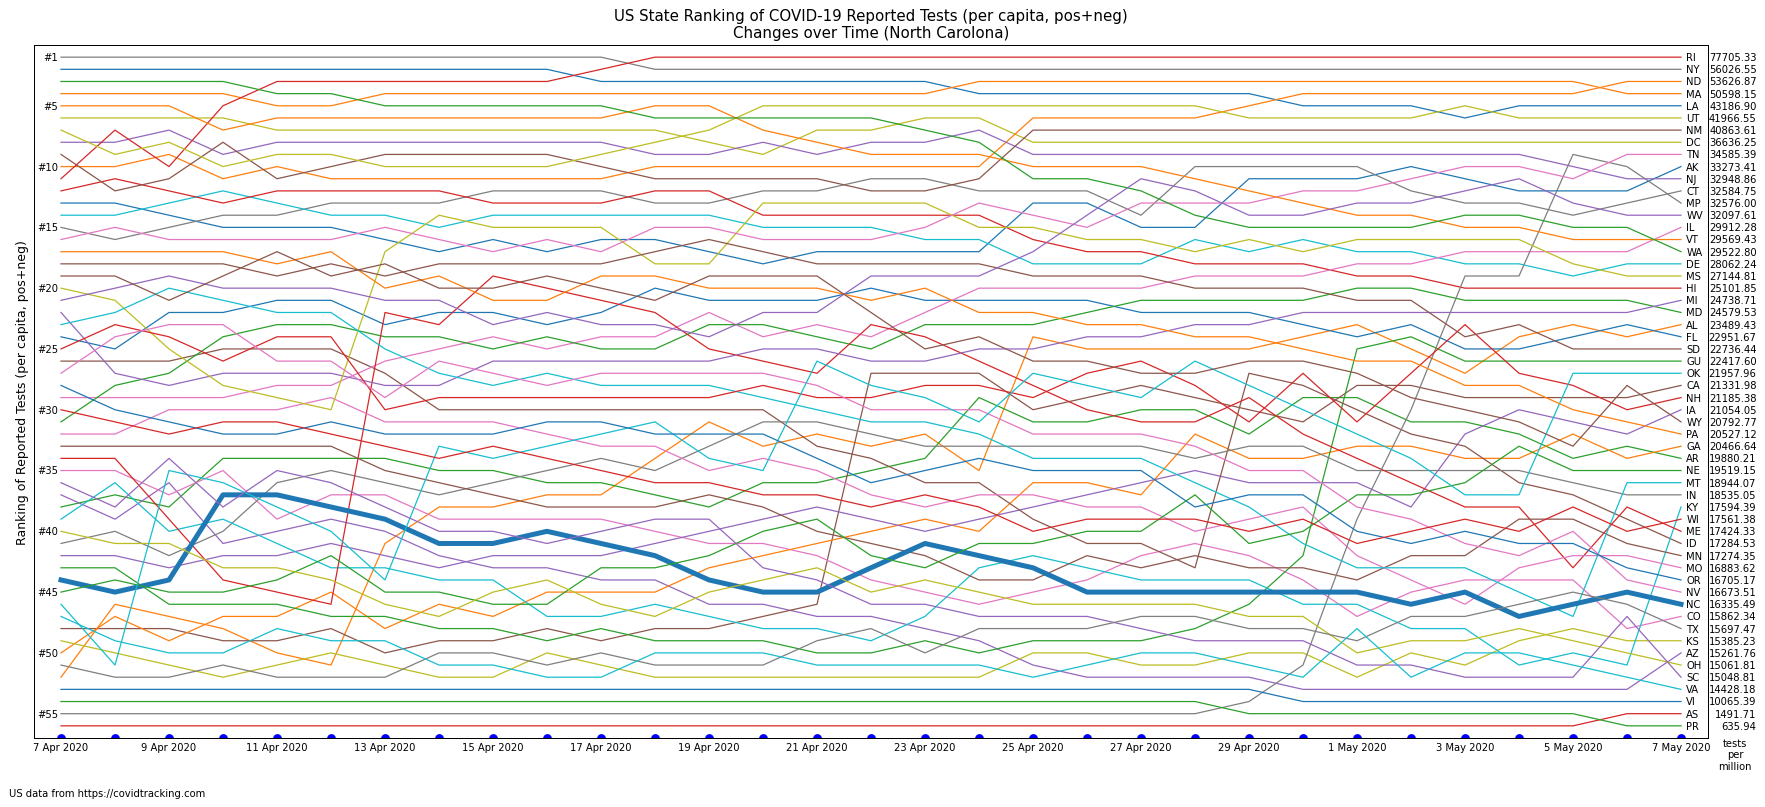 US State Ranking of COVID-19 Reported Tests (per capita, pos+neg)
Changes over Time (North Carolona)
Ranking of Reported Tests (per capita, pos+neg)
#1
#5
#10
#15
#20
#25
#30
#35
#40
#45
#50
#55
RI 77705.33
NY 56026.55
ND 53626.87
MA 50598.15
LA 43186.90
UT 41966.55
NM 40863.61
DC 36636.25
TN 34585.39
AK 33273.41
NJ 32948.86
CT 32584.75
MP 32576.00
WV 32097.61
IL 29912.28
VT 29569.43
WA 29522.80
DE 28062.24
MS 27144.81
HI 25101.85
MI 24738.71
MD 24579.53
AL 23489.43
FL 22951.67
SD 22736.44
GU 22417.60
OK 21957.96
CA 21331.98
NH 21185.38
IA 21054.05
WY 20792.77
PA 20527.12
GA 20466.64
AR 19880.21
NE 19519.15
MT 18944.07
IN 18535.05
KY 17594.39
WI 17561.38
ME 17424.33
ID 17284.53
MN 17274.35
MO 16883.62
OR 16705.17
NV 16673.51
NC 16335.49
CO 15862.34
TX 15697.47
KS 15385.23
AZ 15261.76
OH 15061.81
SC 15048.81
VA 14428.18
VI 10065.39
AS 1491.71
PR 635.94
7 Apr 2020 9 Apr 2020 11 Apr 2020 13 Apr 2020 15 Apr 2020 17 Apr 2020 19 Apr 2020 21 Apr 2020 23 Apr 2020 25 Apr 2020 27 Apr 2020 29 Apr 2020 1 May 2020 3 May 2020 5 May 2020 7 May 2020
tests
per
million
US data from https://covidtracking.com